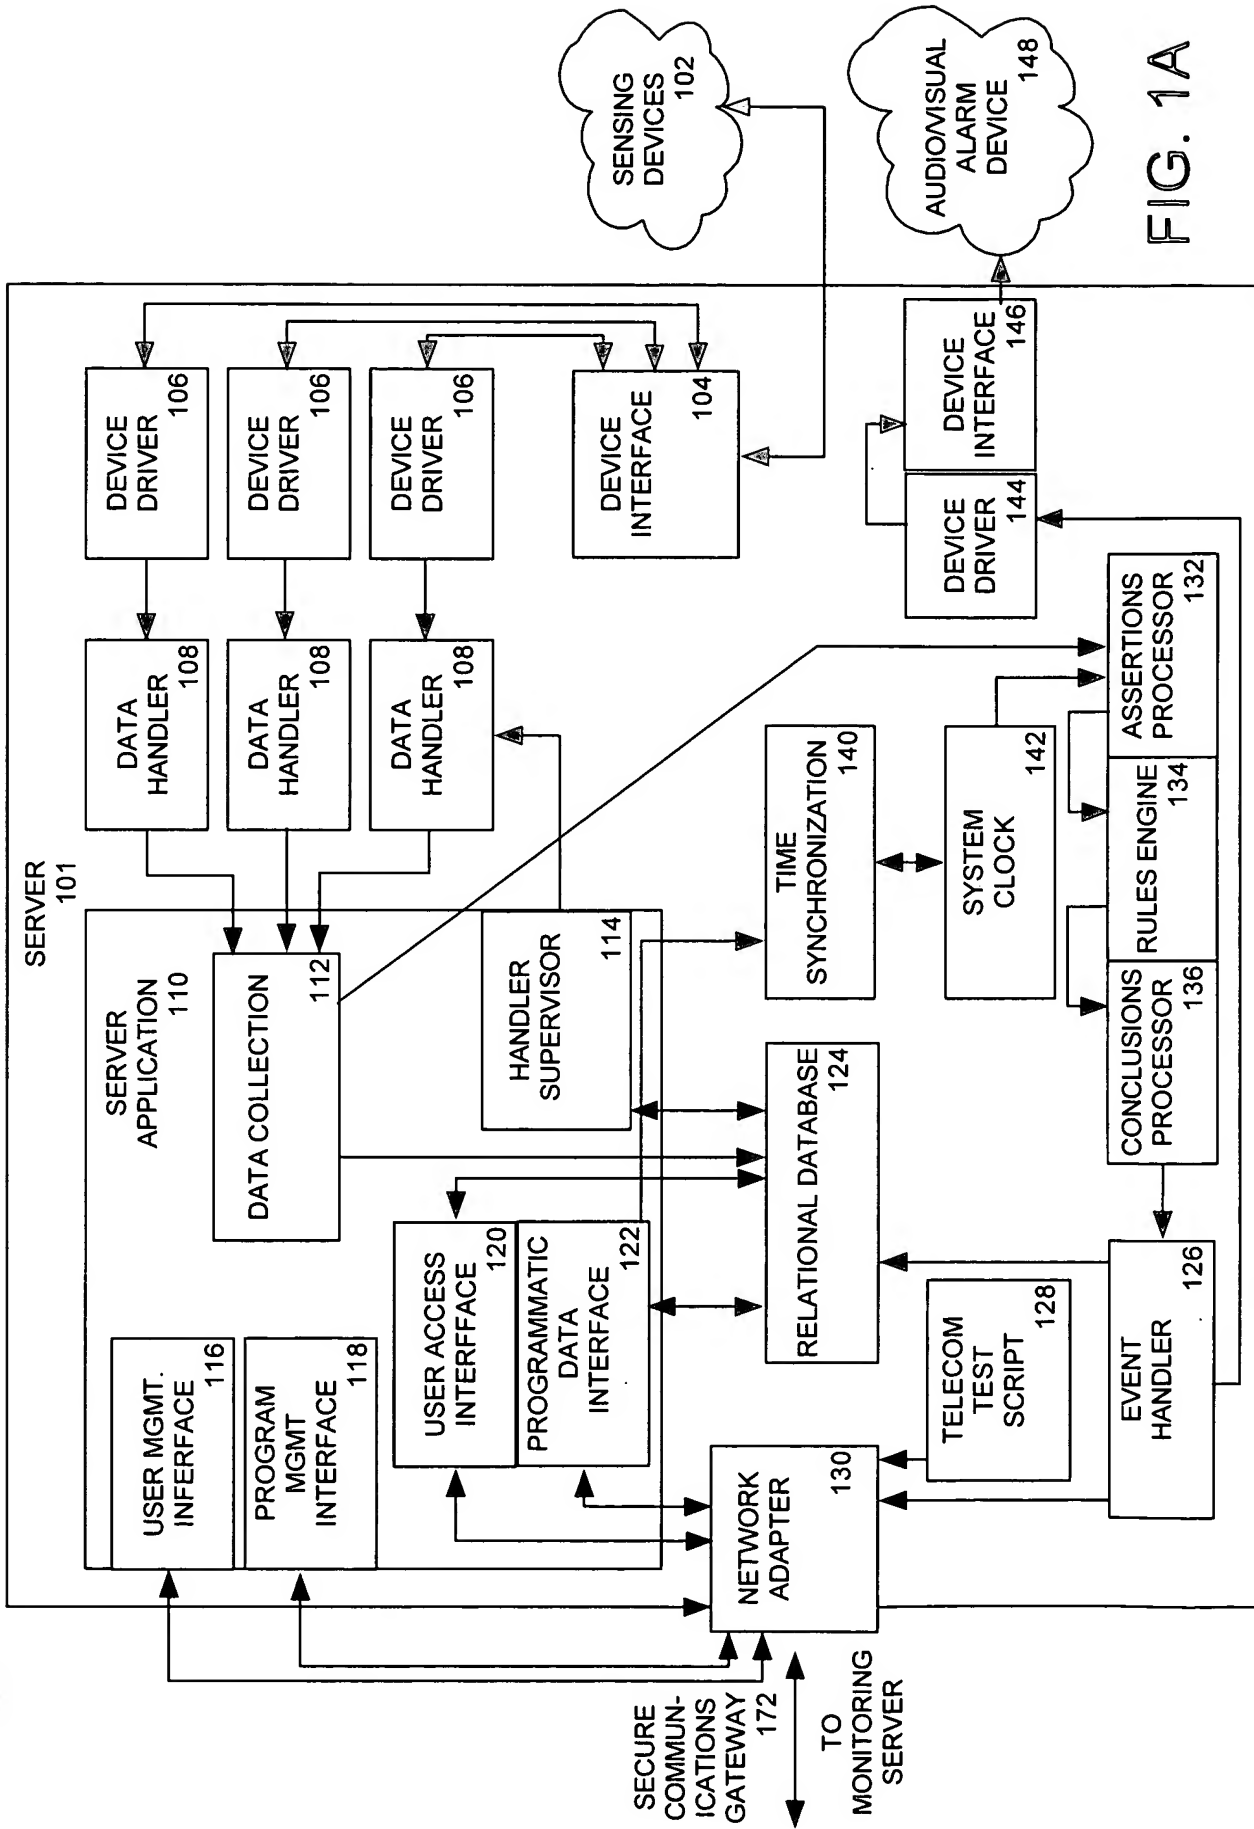 SERVER
101
SERVER
APPLICATION
110
USER MGMT.
INFERFACE
116
PROGRAM
MGMT
INTERFACE
118
DATA COLLECTION
112
DATA
HANDLER
108
DATA
HANDLER
108
DATA
HANDLER
108
DEVICE
DRIVER
106
DEVICE
DRIVER
106
DEVICE
DRIVER
106
USER ACCESS
INTERFFACE
120
PROGRAMMATIC
DATA
INTERFACE
122
HANDLER
SUPERVISOR
114
DEVICE
INTERFACE
104
SENSING
DEVICES
102
SECURE
COMMUN-
ICATIONS
GATEWAY
172
TO
MONITORING
SERVER
NETWORK
ADAPTER
130
RELATIONAL DATABASE
124
TIME
SYNCHRONIZATION
140
SYSTEM
CLOCK
142
DEVICE
DRIVER
144
DEVICE
INTERFACE
146
AUDIO/VISUAL
ALARM
DEVICE
148
TELECOM
TEST
SCRIPT
128
EVENT
HANDLER
126
CONCLUSIONS
PROCESSOR
136
RULES ENGINE
134
ASSERTIONS
PROCESSOR
132
FIG. 1A